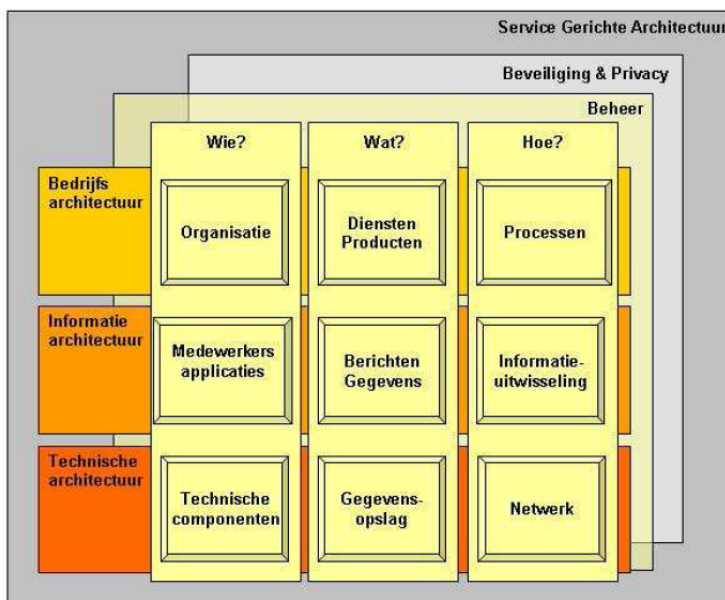 Service Gerichte Architectuur
Beveiliging & Privacy
Beheer
Wie?
Wat?
Hoe?
Bedrijfs
architectuur
Organisatie
Diensten
Producten
Processen
Informatie
architectuur
Medewerkers
applicaties
Berichten
Gegevens
Informatie-
uitwisseling
Technische
architectuur
Technische
componenten
Gegevens-
opslag
Netwerk